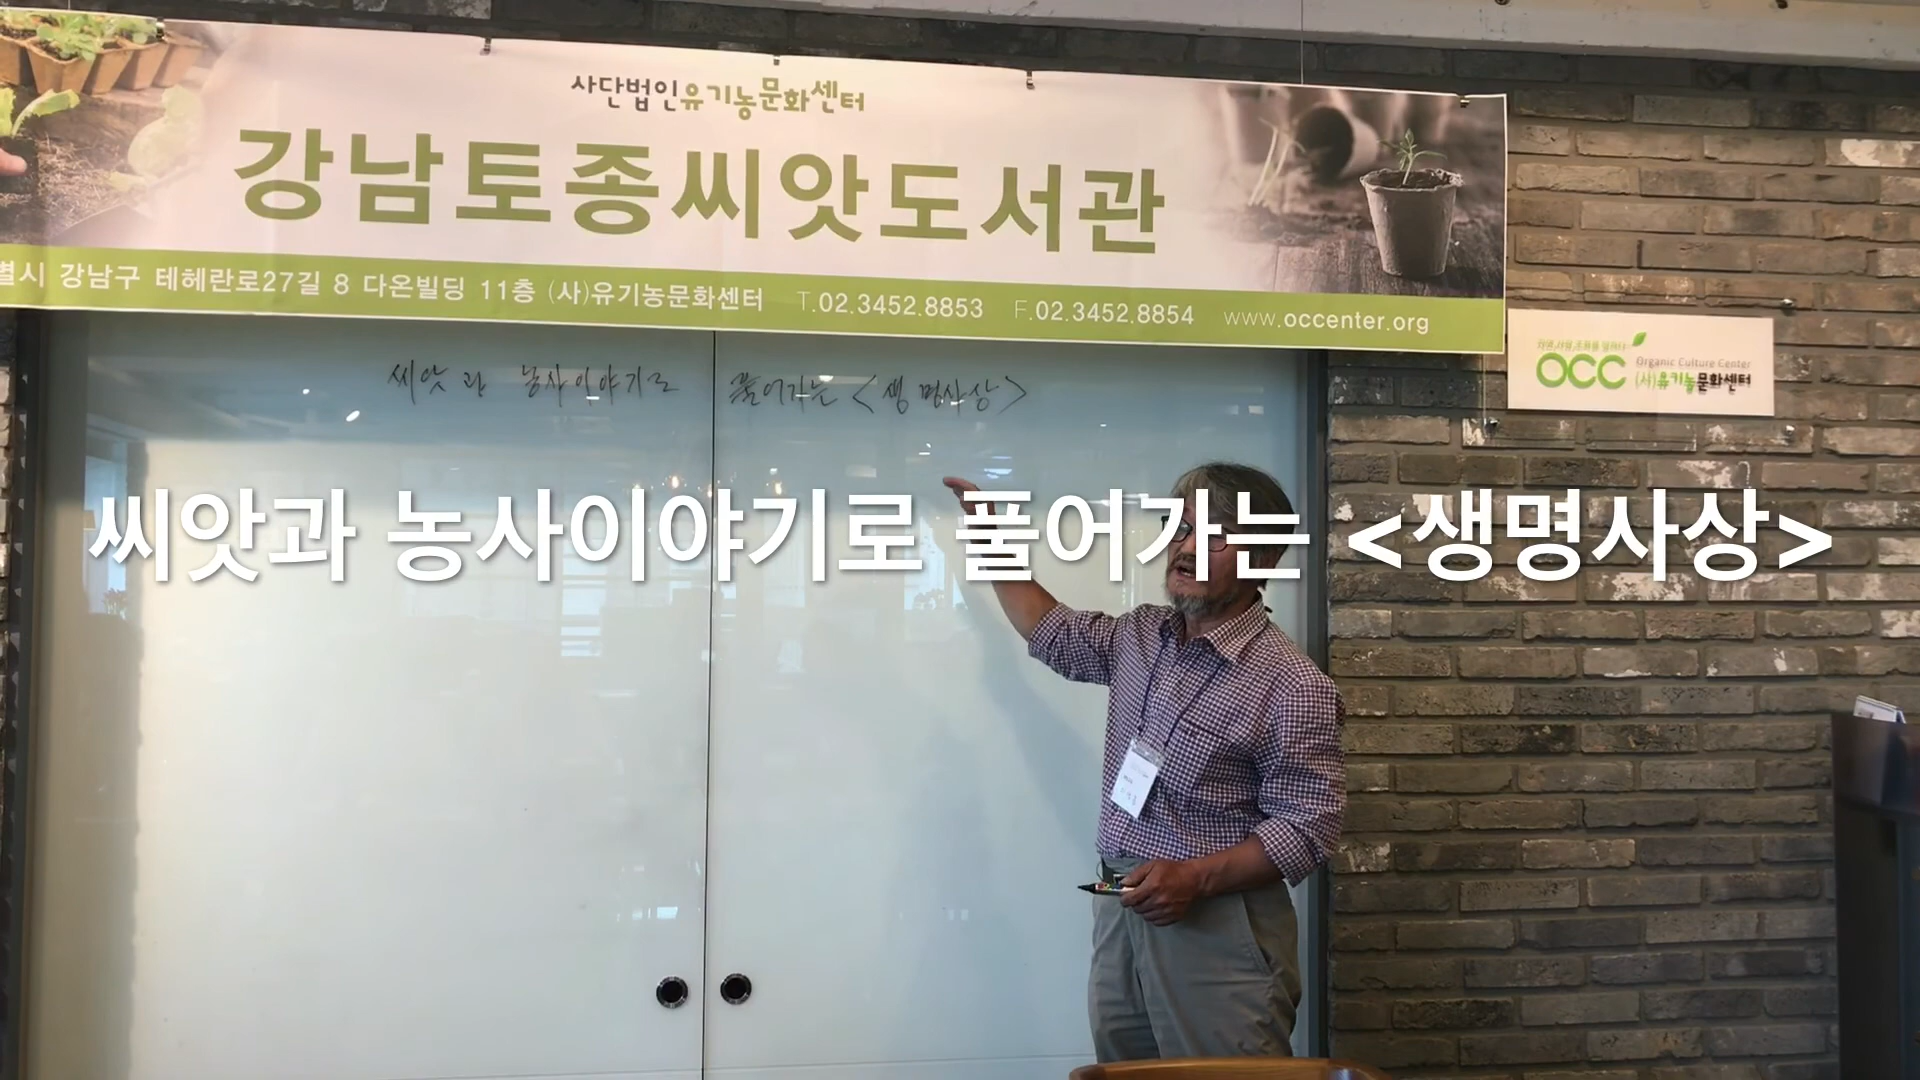 사단법인유기농문화센터
강남토종씨앗도서관
별시 강남구 테헤란로27길 8 다온빌딩 11층 (사)유기농문화센터 T.02.3452.8853 F.02.3452.8854 www.occenter.org
OCC Organic Culture Center
(사)유기농문화센터
씨앗과 농사이야기로 풀어가는 <생명사상>
씨앗과 농사이야기로 풀어가는 <생명사상>